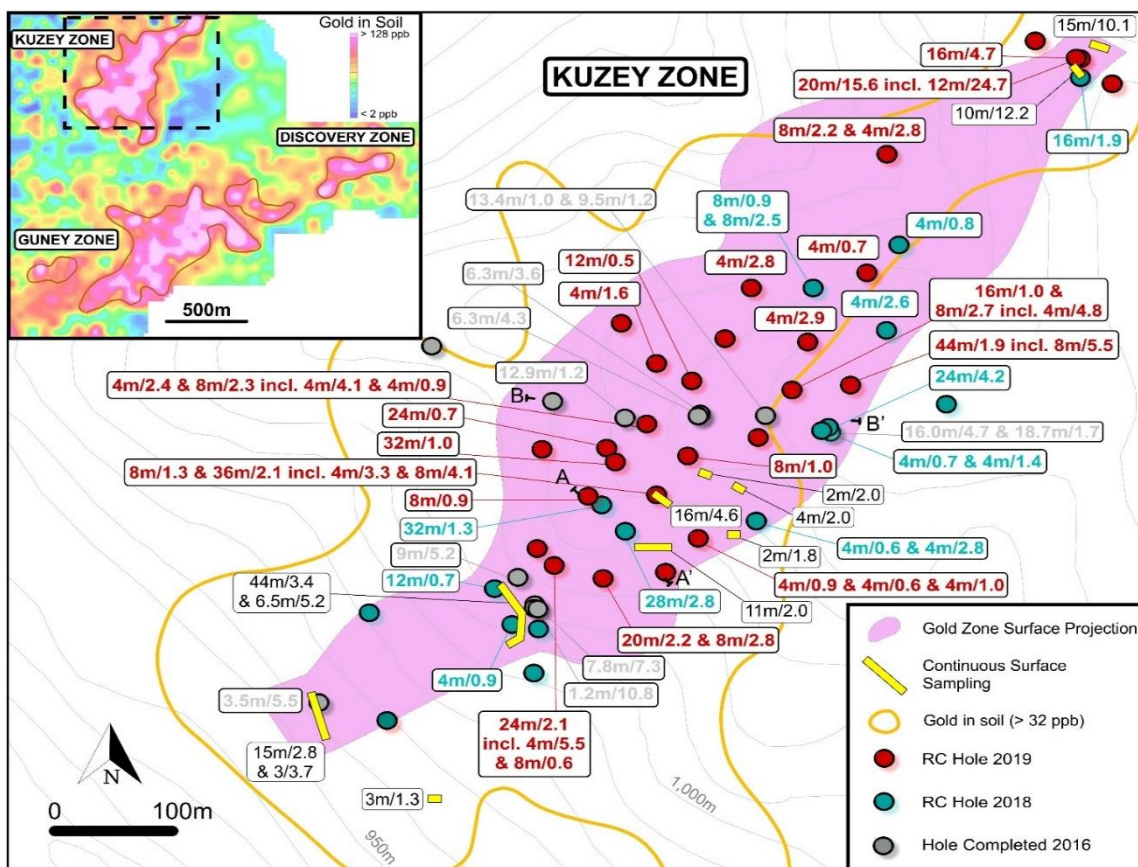 Gold in Soil
> 128 ppb
< 2 ppb
KUZEY ZONE
DISCOVERY ZONE
GUNEY ZONE
500m
KUZEY ZONE
15m/10.1
16m/4.7
20m/15.6 incl. 12m/24.7
10m/12.2
16m/1.9
8m/2.2 & 4m/2.8
13.4m/1.0 & 9.5m/1.2
8m/0.9
& 8m/2.5
4m/0.8
4m/0.7
12m/0.5
4m/2.8
6.3m/3.6
4m/1.6
4m/2.6
16m/1.0 &
8m/2.7 incl. 4m/4.8
6.3m/4.3
4m/2.9
44m/1.9 incl. 8m/5.5
12.9m/1.2
4m/2.4 & 8m/2.3 incl. 4m/4.1 & 4m/0.9
24m/4.2
B
B'
24m/0.7
16.0m/4.7 & 18.7m/1.7
32m/1.0
4m/0.7 & 4m/1.4
8m/1.3 & 36m/2.1 incl. 4m/3.3 & 8m/4.1
8m/1.0
A
2m/2.0
8m/0.9
16m/4.6
4m/2.0
32m/1.3
2m/1.8
4m/0.6 & 4m/2.8
9m/5.2
A'
4m/0.9 & 4m/0.6 & 4m/1.0
12m/0.7
44m/3.4
& 6.5m/5.2
28m/2.8
11m/2.0
20m/2.2 & 8m/2.8
7.8m/7.3
4m/0.9
1.2m/10.8
3.5m/5.5
24m/2.1
incl. 4m/5.5
& 8m/0.6
15m/2.8
& 3/3.7
3m/1.3
1,000m
950m
N
0
100m
Gold Zone Surface Projection
Continuous Surface
Sampling
Gold in soil (> 32 ppb)
RC Hole 2019
RC Hole 2018
Hole Completed 2016